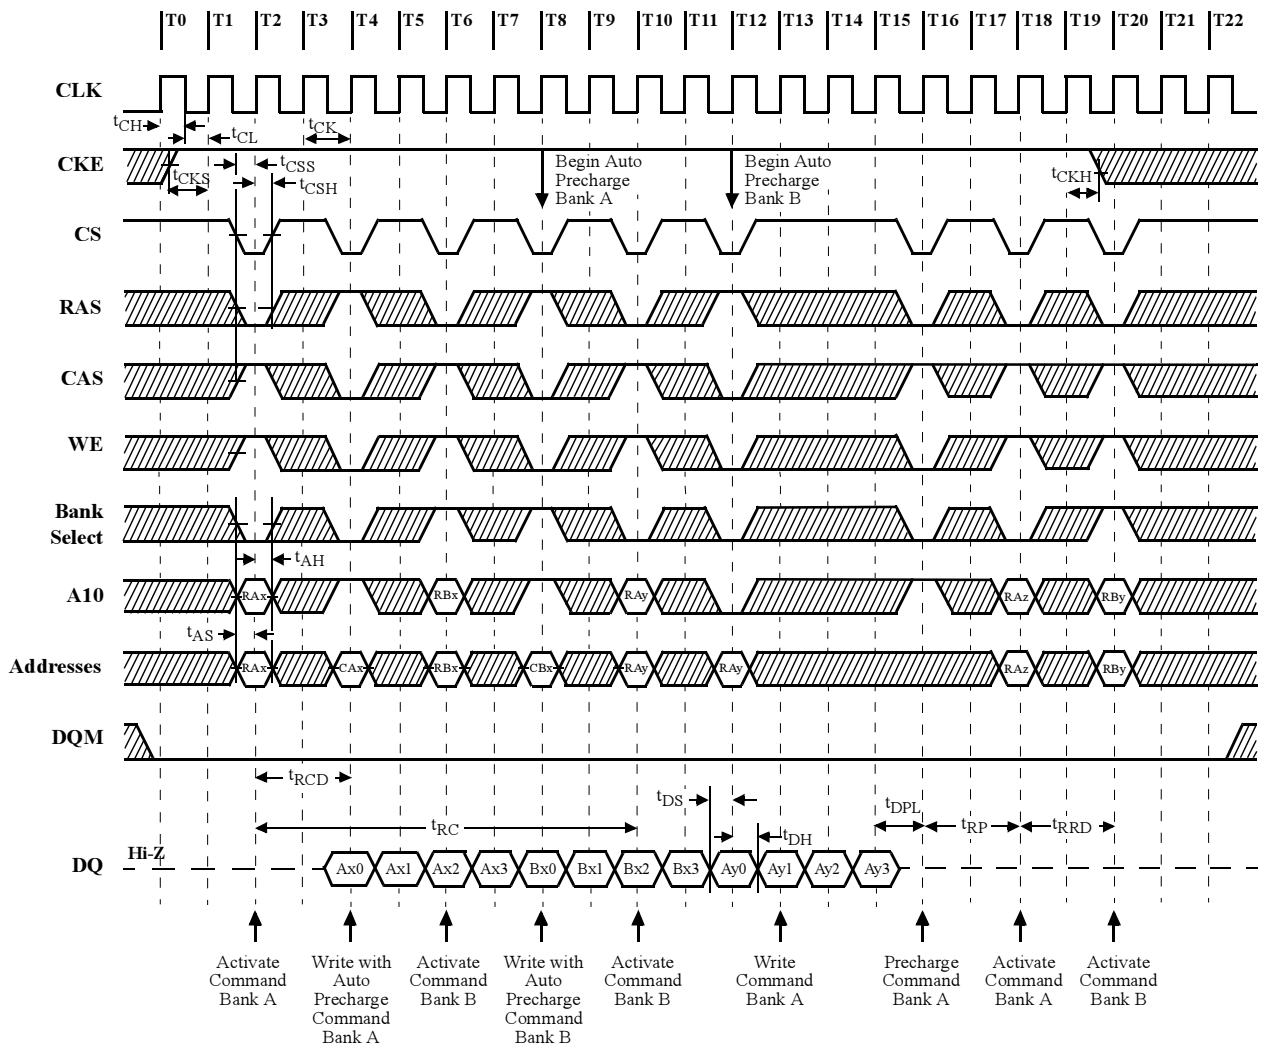 T0 T1 T2 T3 T4 T5 T6 T7 T8 T9 T10 T11 T12 T13 T14 T15 T16 T17 T18 T19 T20 T21 T22
CLK
tCH
tCL
tCK
CKE
tCKS
tCSS
tCSH
Begin Auto
Precharge
Bank A
Begin Auto
Precharge
Bank B
tCKH
CS
RAS
CAS
WE
Bank
Select
tAH
A10
RAx RBx RAy RAz RBy
tAS
Addresses
RAx CAx RBx CBx RAy RAy RAz RBy
DQM
tRCD
tDS
tDPL
tRC
tDH
tRP
tRRD
Hi-Z
DQ
Ax0 Ax1 Ax2 Ax3 Bx0 Bx1 Bx2 Bx3 Ay0 Ay1 Ay2 Ay3
Activate
Command
Bank A
Write with
Auto
Precharge
Command
Bank A
Activate
Command
Bank B
Write with
Auto
Precharge
Command
Bank B
Activate
Command
Bank B
Write
Command
Bank A
Precharge
Command
Bank A
Activate
Command
Bank A
Activate
Command
Bank B